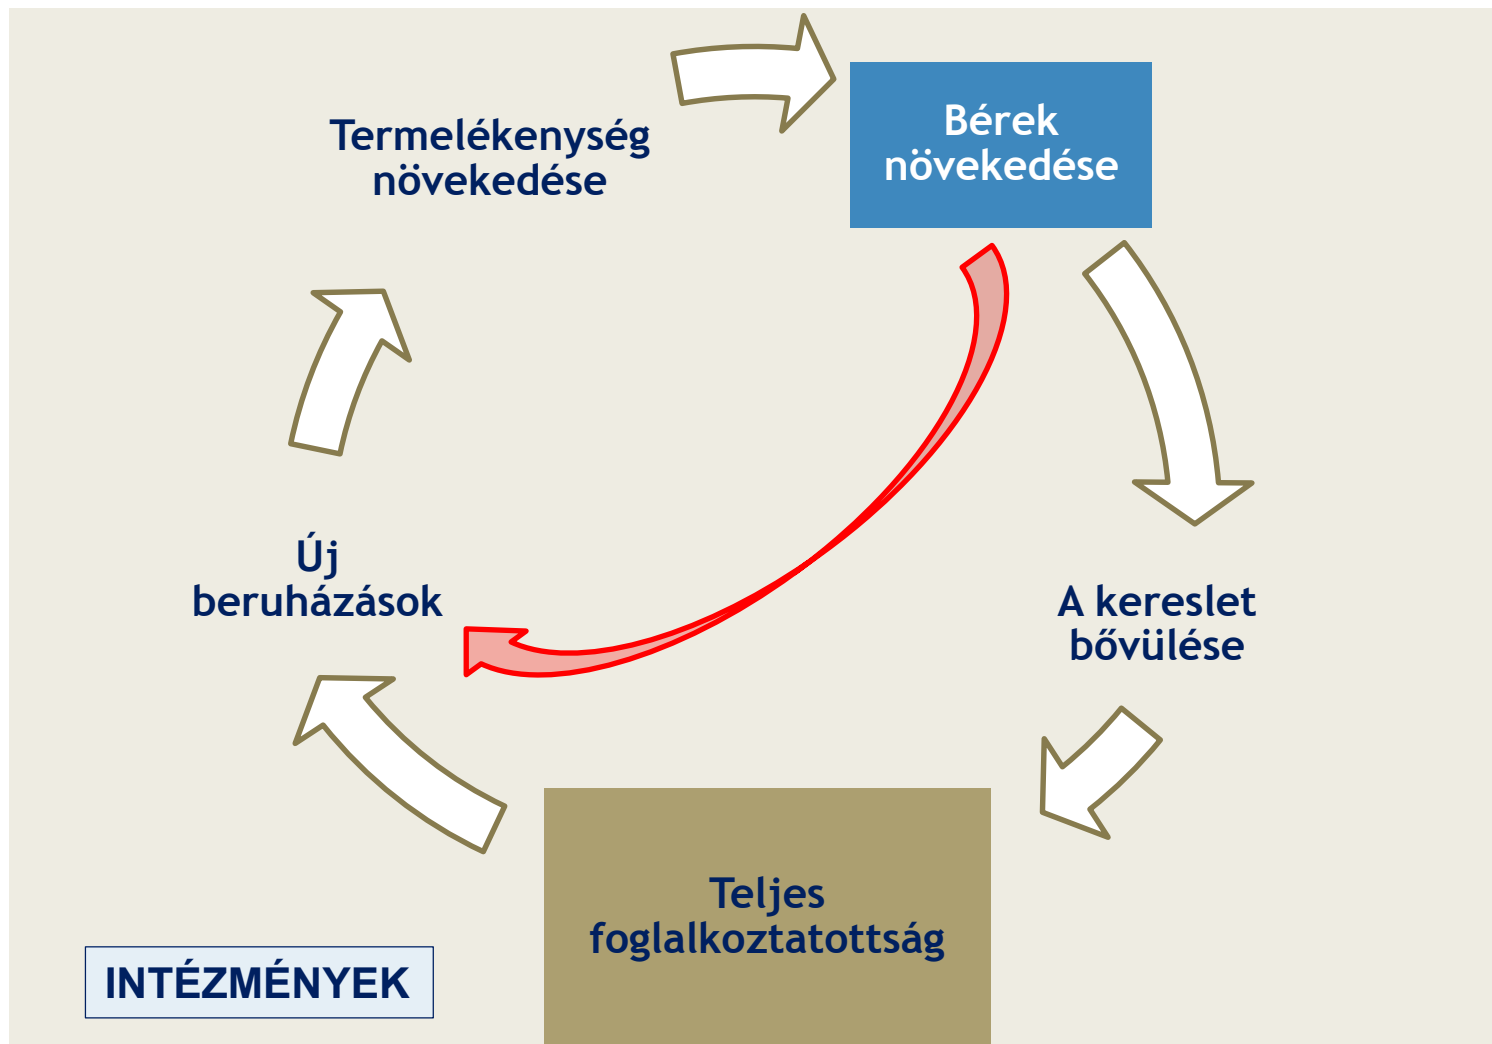 Termelékenység
növekedése
Bérek
növekedése
Új
beruházások
A kereslet
bővülése
Teljes
foglalkoztatottság
INTÉZMÉNYEK